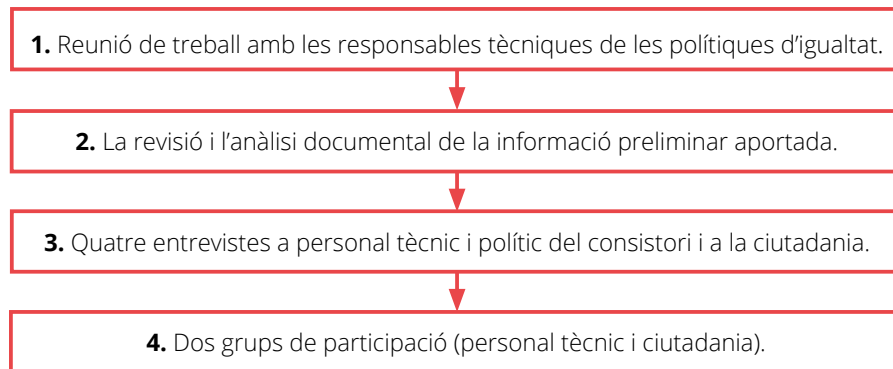 1. Reunió de treball amb les responsables tècniques de les polítiques d’igualtat.
2. La revisió i l’anàlisi documental de la informació preliminar aportada.
3. Quatre entrevistes a personal tècnic i polític del consistori i a la ciutadania.
4. Dos grups de participació (personal tècnic i ciutadania).